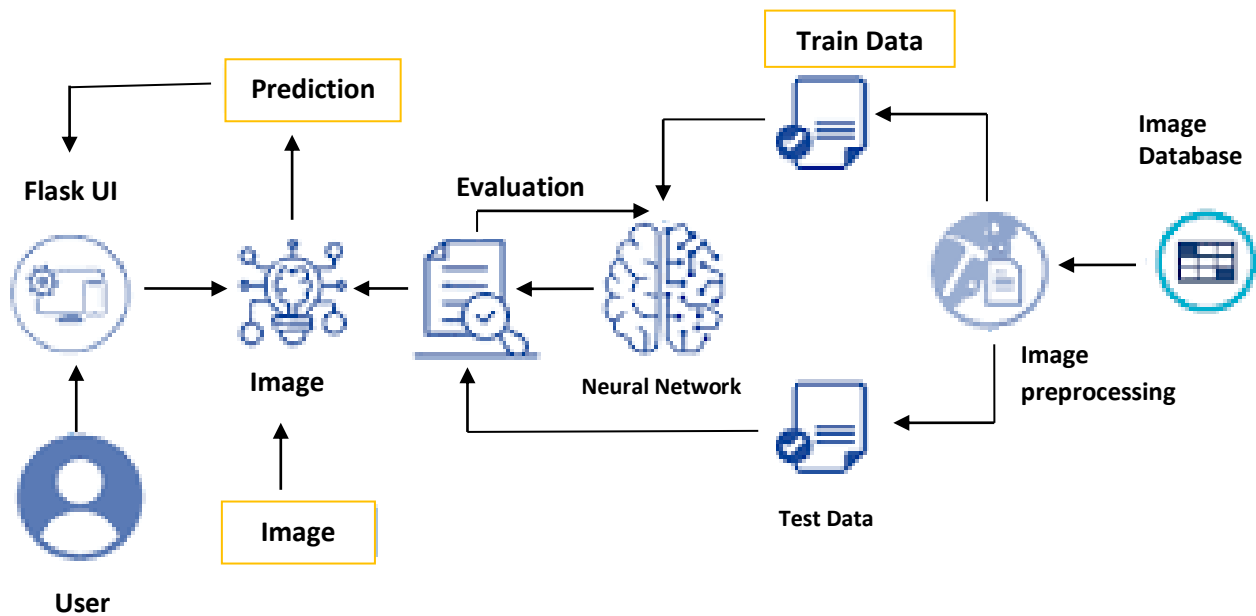 Train Data
Prediction
Image
Database
Evaluation
Flask UI
Image
Neural Network
Image
preprocessing
Image
Test Data
User